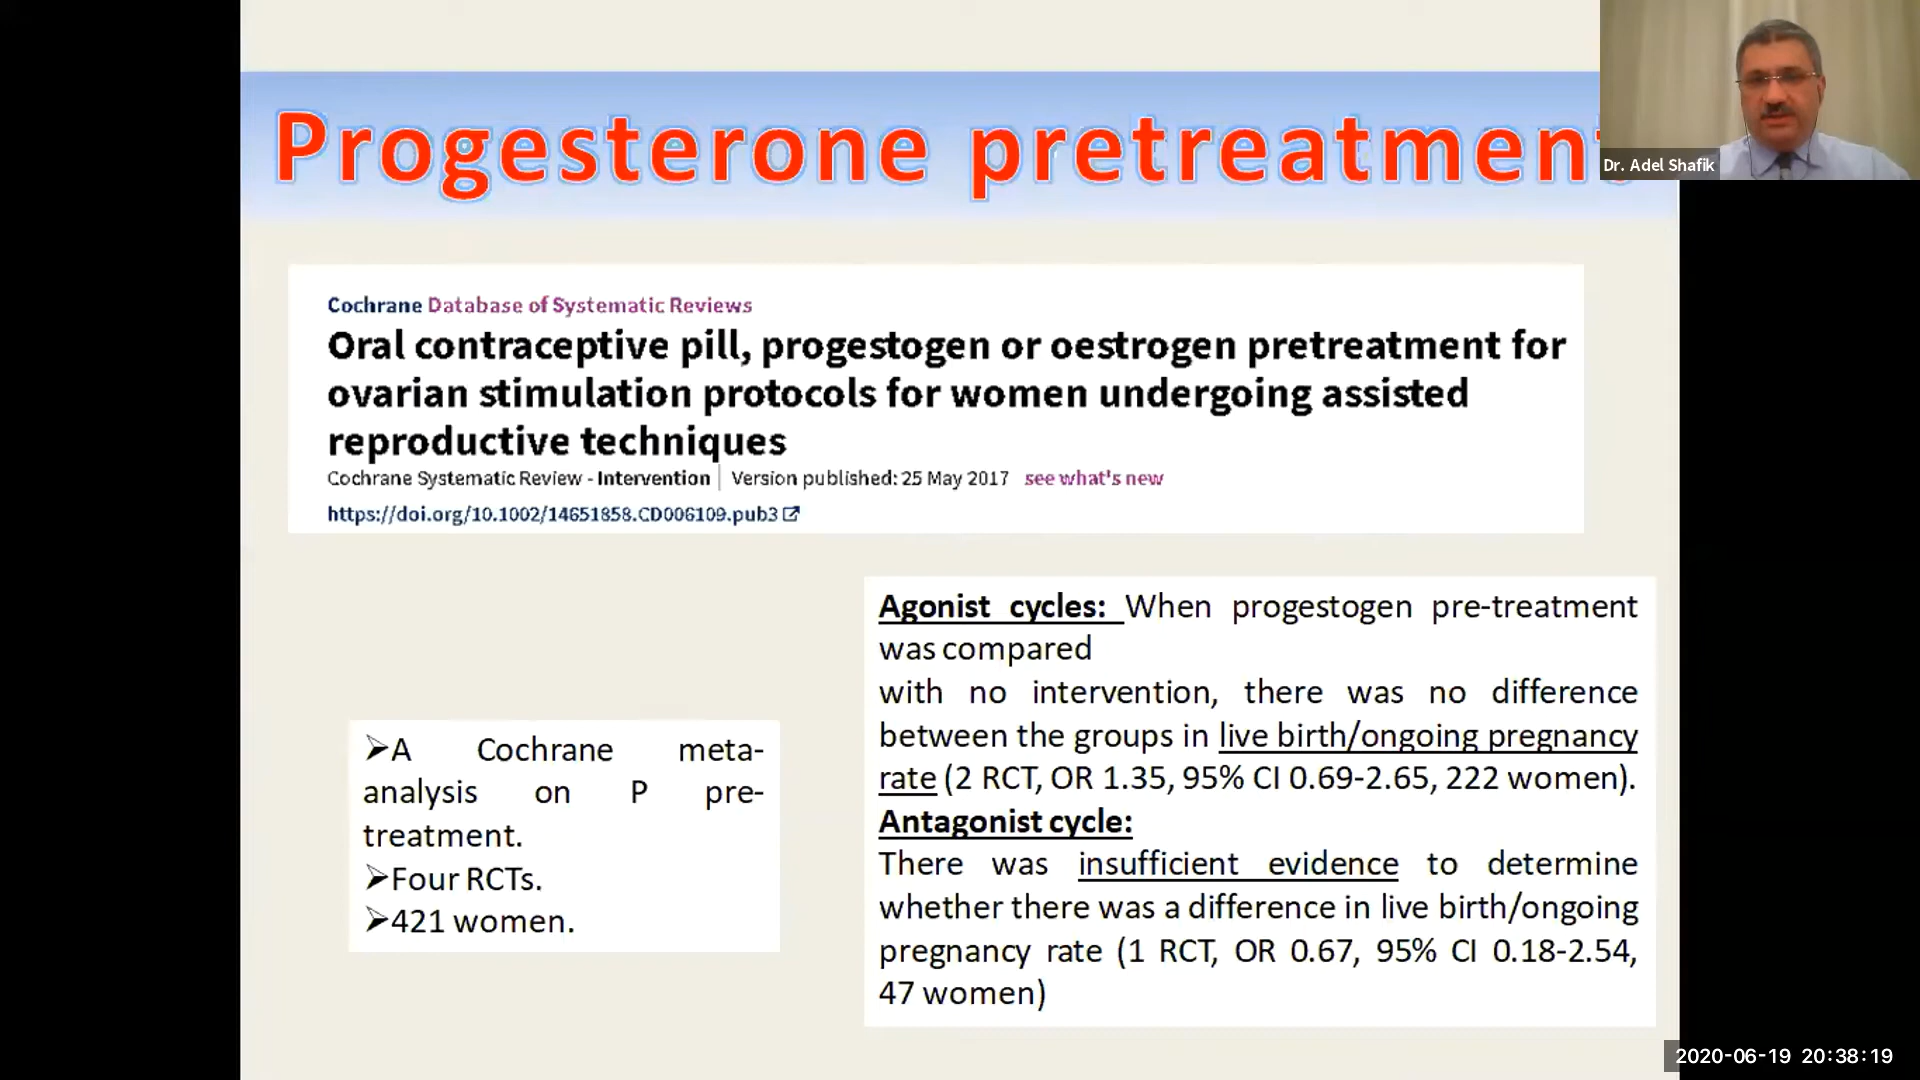 Progesterone pretreatment
Dr. Adel Shafik
Cochrane Database of Systematic Reviews
Oral contraceptive pill, progestogen or oestrogen pretreatment for
ovarian stimulation protocols for women undergoing assisted
reproductive techniques
Cochrane Systematic Review - Intervention | Version published: 25 May 2017 see what's new
https://doi.org/10.1002/14651858.CD006109.pub3
➢A Cochrane meta-
analysis on P pre-
treatment.
➢Four RCTs.
➢421 women.
Agonist cycles: When progestogen pre-treatment
was compared
with no intervention, there was no difference
between the groups in live birth/ongoing pregnancy
rate (2 RCT, OR 1.35, 95% CI 0.69-2.65, 222 women).
Antagonist cycle:
There was insufficient evidence to determine
whether there was a difference in live birth/ongoing
pregnancy rate (1 RCT, OR 0.67, 95% CI 0.18-2.54,
47 women)
2020-06-19 20:38:19